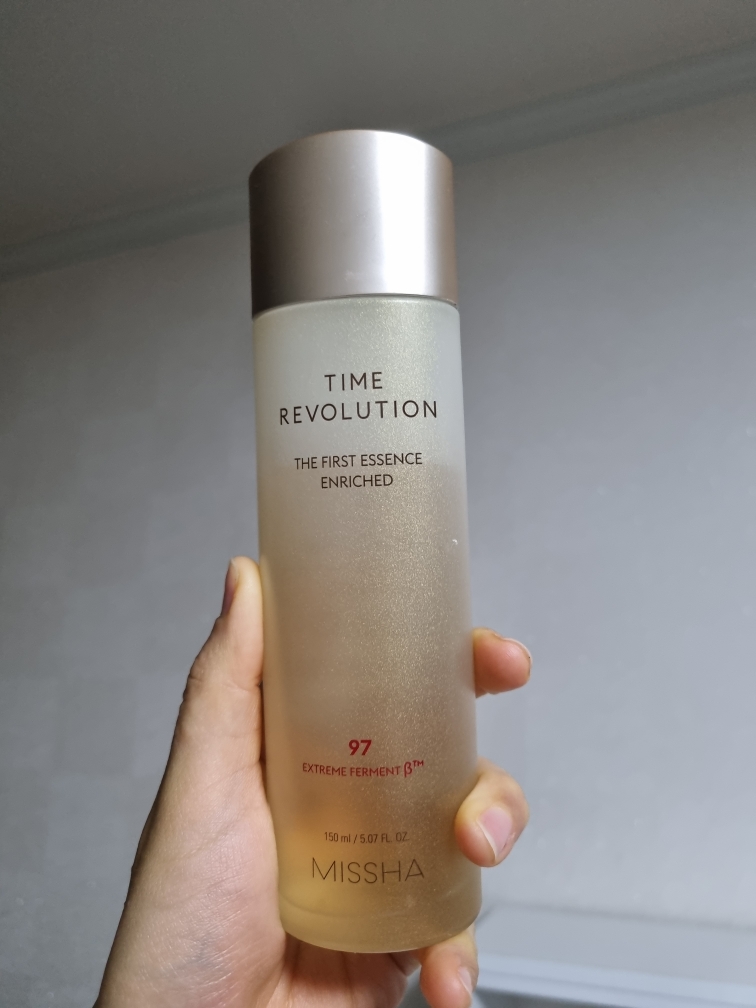 TIME
REVOLUTION
THE FIRST ESSENCE
ENRICHED
97
EXTREME FERMENT β™
150 ml / 5.07 FL. OZ.
MISSHA